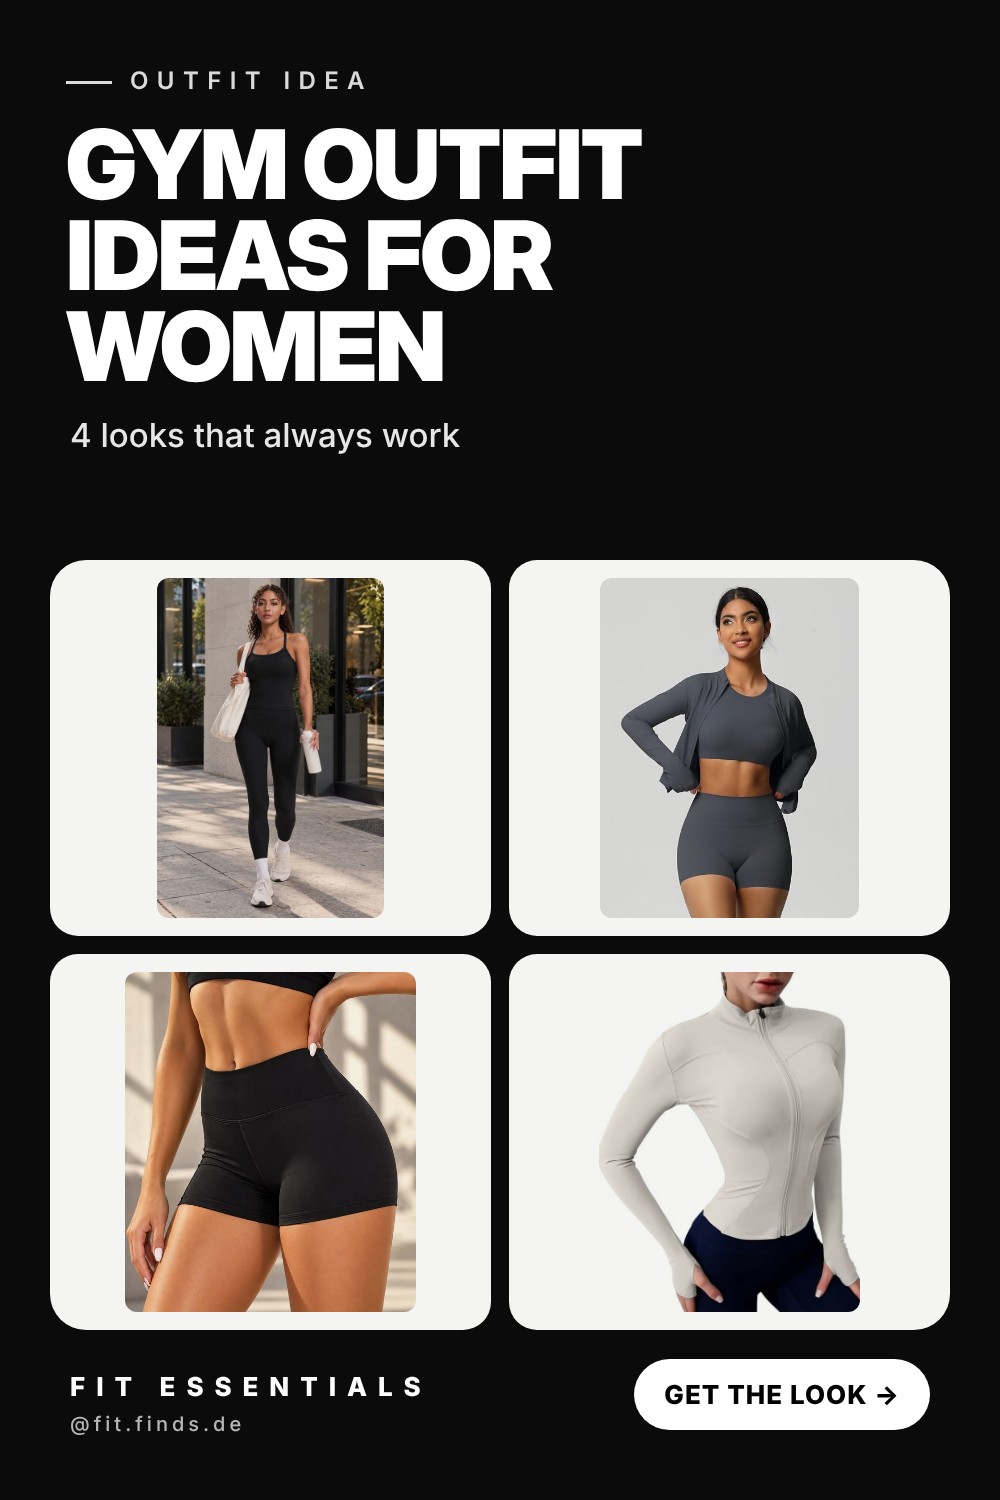 OUTFIT IDEA
GYM OUTFIT
IDEAS FOR
WOMEN
4 looks that always work
FIT ESSENTIALS
@fit.finds.de
GET THE LOOK →